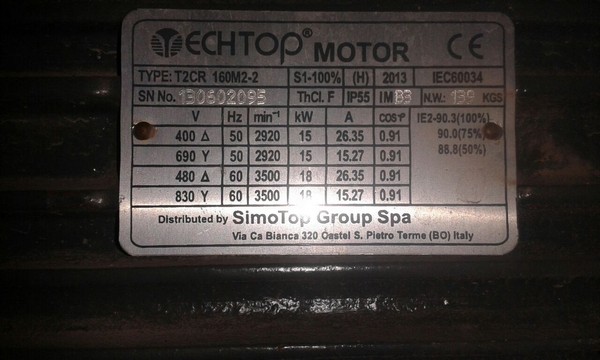 TECHTOP® MOTOR CE
TYPE: T2CR 160M2-2 S1-100% (H) 2013 IEC60034
SN No. 130502095 ThCl. F IP55 IM B3 N.W.: 139 KGS
V Hz min⁻¹ kW A cosφ IE2-90.3(100%)
400 Δ 50 2920 15 26.35 0.91 90.0(75%)
690 Y 50 2920 15 15.27 0.91 88.8(50%)
480 Δ 60 3500 18 26.35 0.91
830 Y 60 3500 18 15.27 0.91
Distributed by SimoTop Group Spa
Via Ca Bianca 320 Castel S. Pietro Terme (BO) Italy